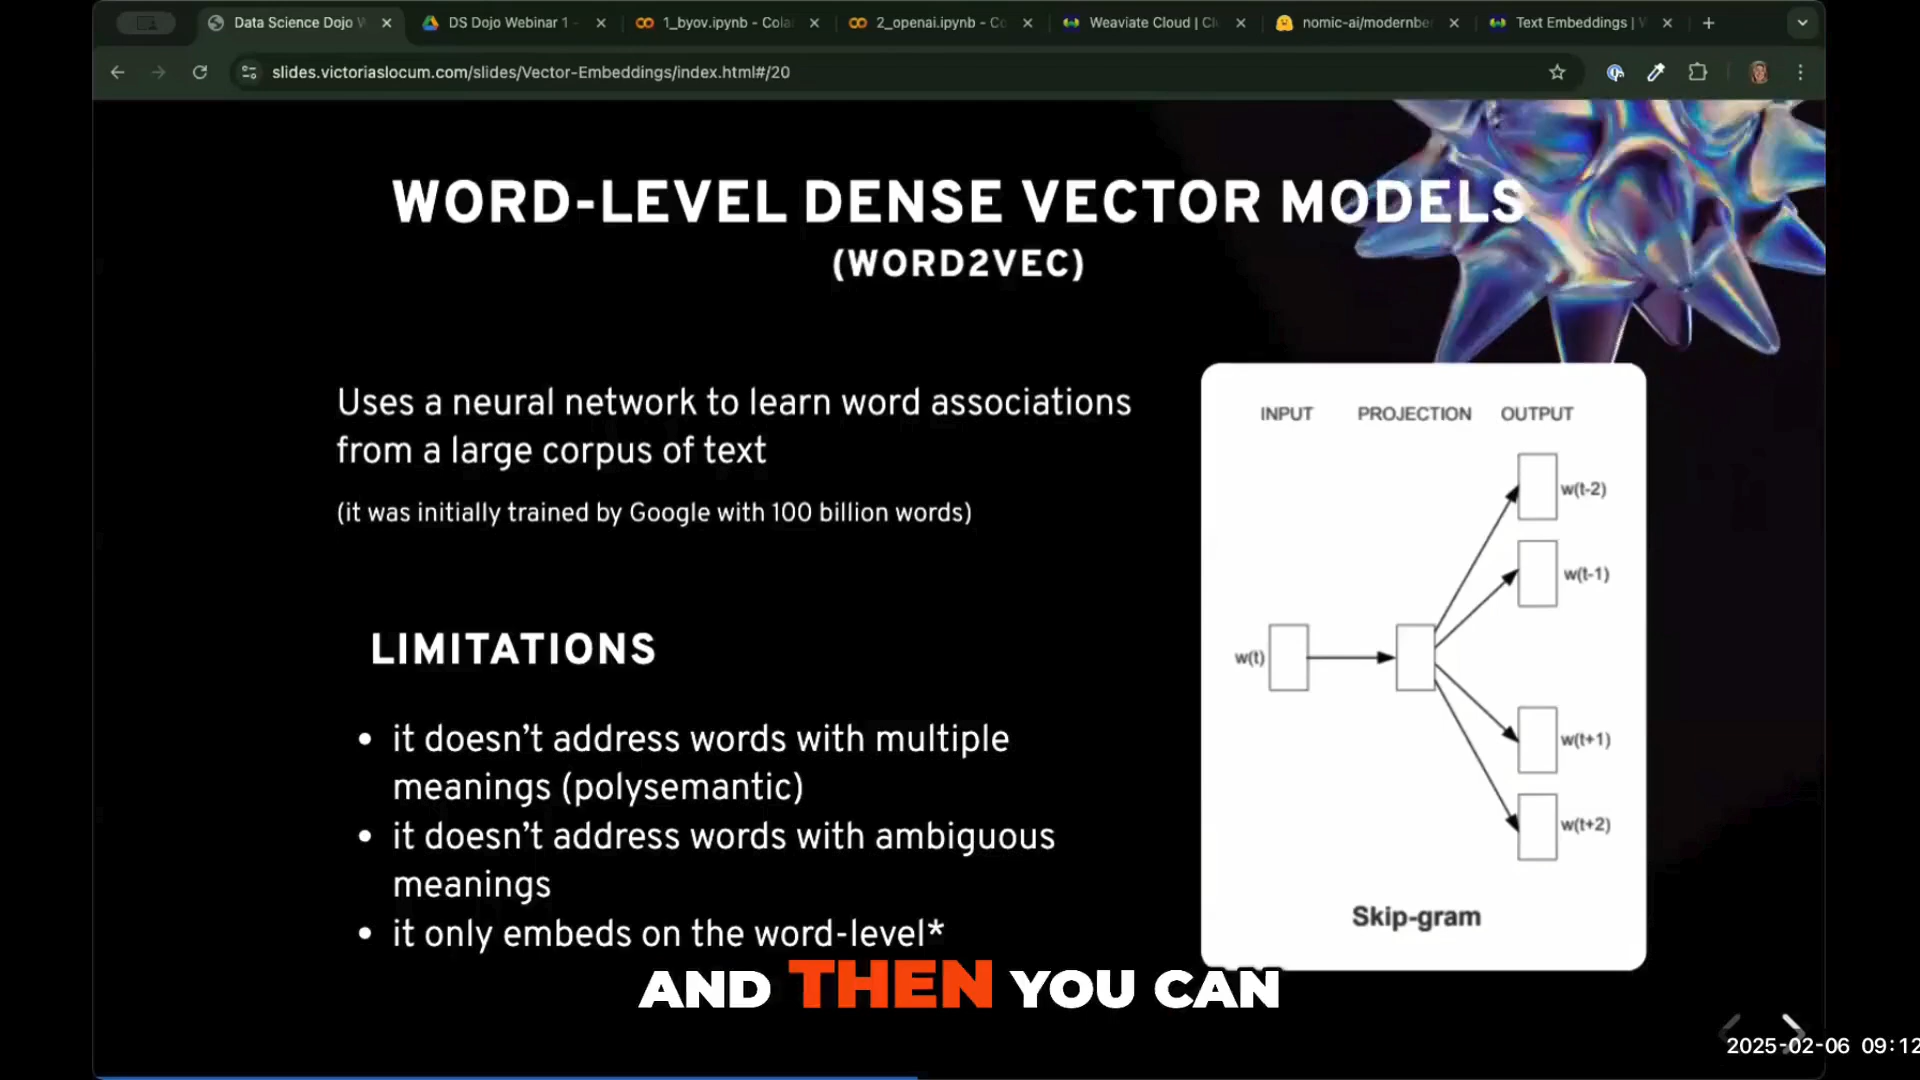 Data Science Dojo W
DS Dojo Webinar 1 -
1_byov.ipynb - Cola
2_openai.ipynb - Co
Weaviate Cloud | Cl
nomic-ai/modernbe
Text Embeddings | W
slides.victoriaslocum.com/slides/Vector-Embeddings/index.html#/20
WORD-LEVEL DENSE VECTOR MODELS
(WORD2VEC)
Uses a neural network to learn word associations
from a large corpus of text
(it was initially trained by Google with 100 billion words)
LIMITATIONS
• it doesn't address words with multiple
meanings (polysemantic)
• it doesn't address words with ambiguous
meanings
• it only embeds on the word-level*
INPUT PROJECTION OUTPUT
w(t-2)
w(t-1)
w(t)
w(t+1)
w(t+2)
Skip-gram
AND THEN YOU CAN
2025-02-06 09:12